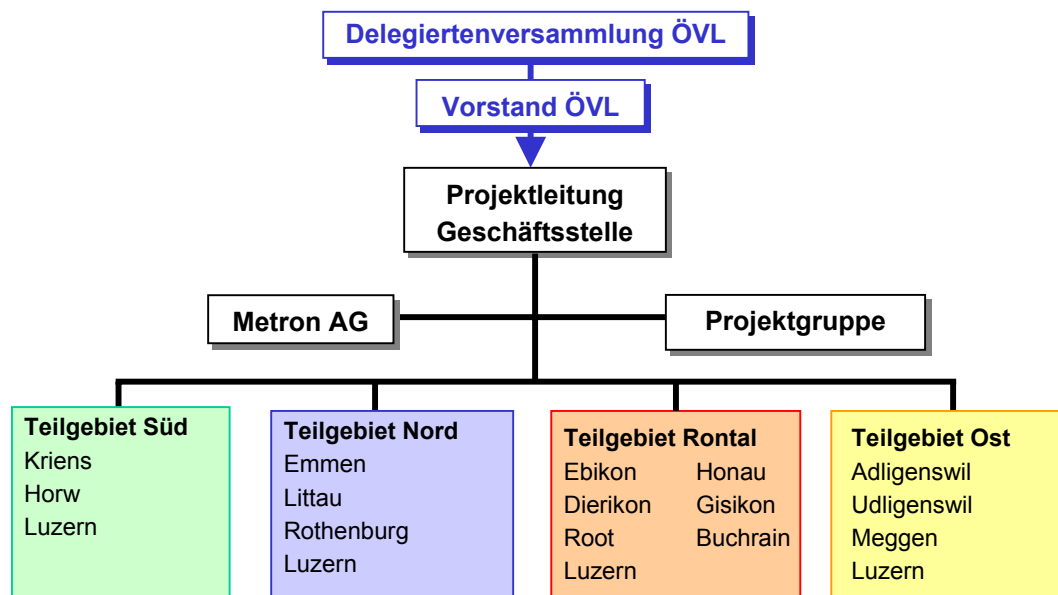 Delegiertenversammlung ÖVL
Vorstand ÖVL
Projektleitung
Geschäftsstelle
Metron AG
Projektgruppe
Teilgebiet Süd
Kriens
Horw
Luzern
Teilgebiet Nord
Emmen
Littau
Rothenburg
Luzern
Teilgebiet Rontal
Ebikon Honau
Dierikon Gisikon
Root Buchrain
Luzern
Teilgebiet Ost
Adligenswil
Udligenswil
Meggen
Luzern